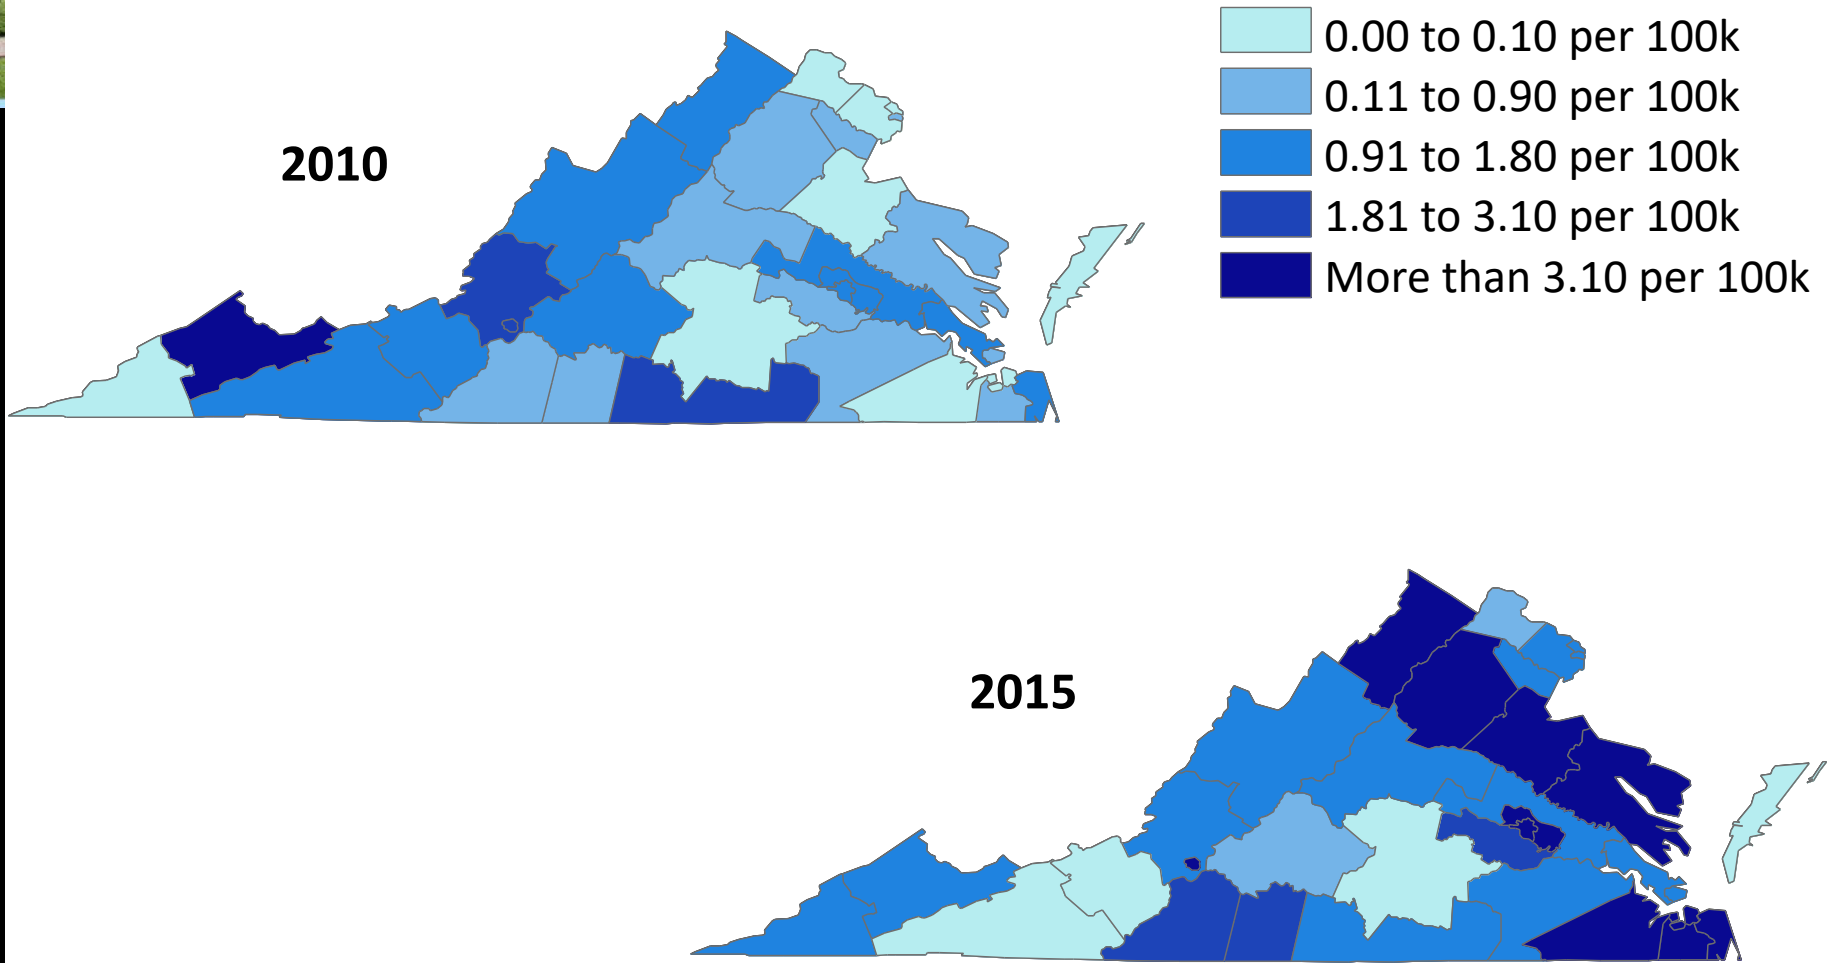 0.00 to 0.10 per 100k
0.11 to 0.90 per 100k
0.91 to 1.80 per 100k
1.81 to 3.10 per 100k
More than 3.10 per 100k
2010
2015